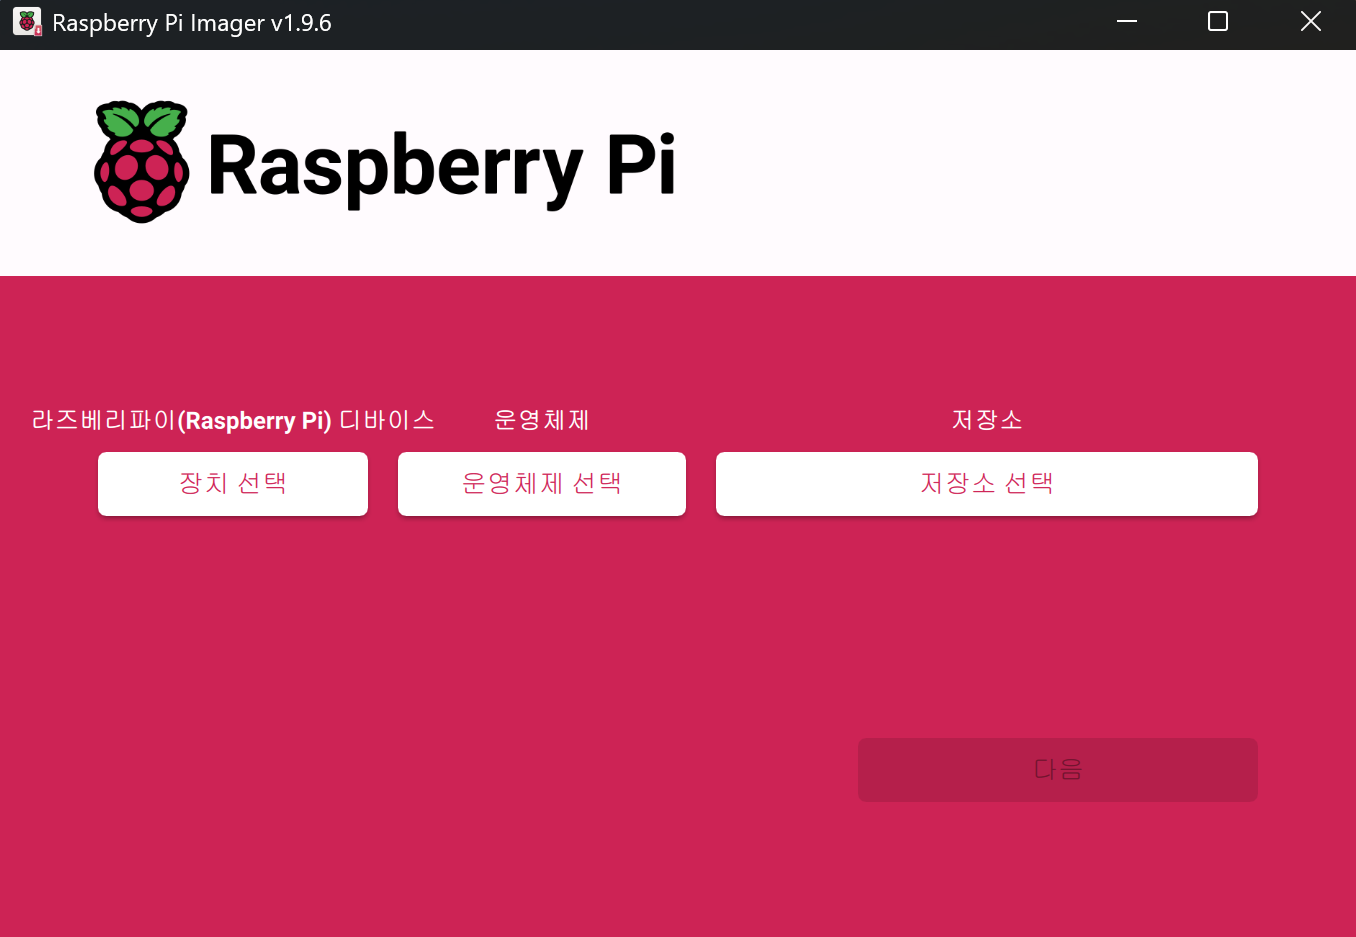 Raspberry Pi Imager v1.9.6
Raspberry Pi
라즈베리파이(Raspberry Pi) 디바이스
운영체제
저장소
장치 선택
운영체제 선택
저장소 선택
다음